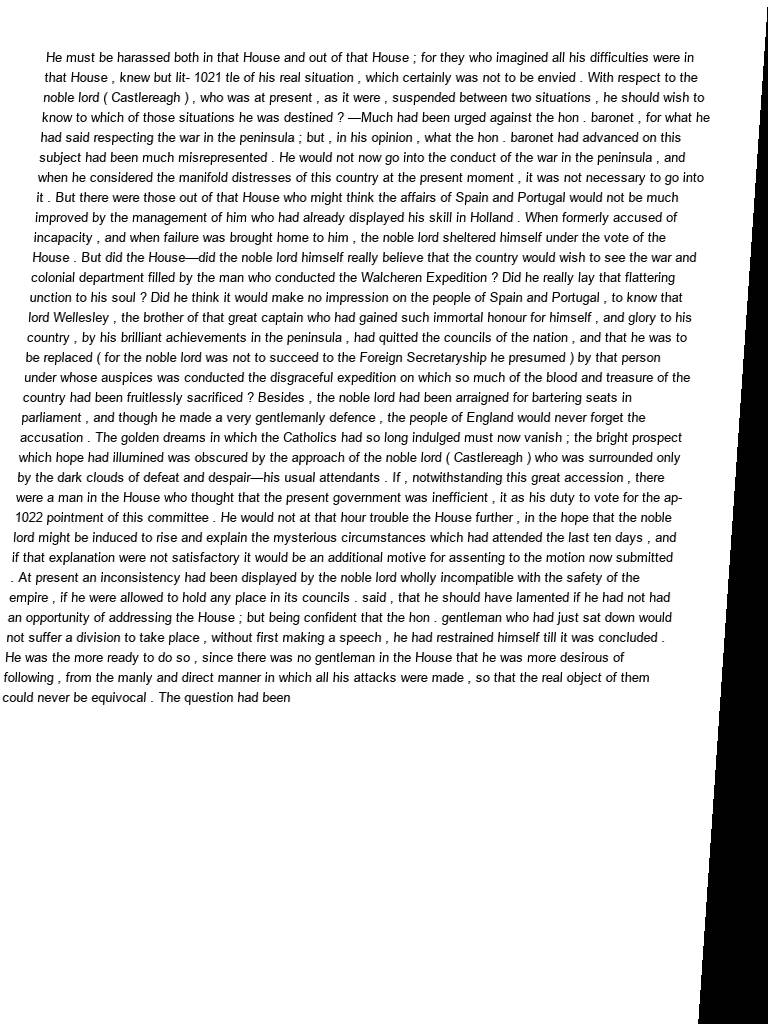 He must be harassed both in that House and out of that House ; for they who imagined all his difficulties were in
that House , knew but lit- 1021 tle of his real situation , which certainly was not to be envied . With respect to the
noble lord ( Castlereagh ) , who was at present , as it were , suspended between two situations , he should wish to
know to which of those situations he was destined ? —Much had been urged against the hon . baronet , for what he
had said respecting the war in the peninsula ; but , in his opinion , what the hon . baronet had advanced on this
subject had been much misrepresented . He would not now go into the conduct of the war in the peninsula , and
when he considered the manifold distresses of this country at the present moment , it was not necessary to go into
it . But there were those out of that House who might think the affairs of Spain and Portugal would not be much
improved by the management of him who had already displayed his skill in Holland . When formerly accused of
incapacity , and when failure was brought home to him , the noble lord sheltered himself under the vote of the
House . But did the House—did the noble lord himself really believe that the country would wish to see the war and
colonial department filled by the man who conducted the Walcheren Expedition ? Did he really lay that flattering
unction to his soul ? Did he think it would make no impression on the people of Spain and Portugal , to know that
lord Wellesley , the brother of that great captain who had gained such immortal honour for himself , and glory to his
country , by his brilliant achievements in the peninsula , had quitted the councils of the nation , and that he was to
be replaced ( for the noble lord was not to succeed to the Foreign Secretaryship he presumed ) by that person
under whose auspices was conducted the disgraceful expedition on which so much of the blood and treasure of the
country had been fruitlessly sacrificed ? Besides , the noble lord had been arraigned for bartering seats in
parliament , and though he made a very gentlemanly defence , the people of England would never forget the
accusation . The golden dreams in which the Catholics had so long indulged must now vanish ; the bright prospect
which hope had illumined was obscured by the approach of the noble lord ( Castlereagh ) who was surrounded only
by the dark clouds of defeat and despair—his usual attendants . If , notwithstanding this great accession , there
were a man in the House who thought that the present government was inefficient , it as his duty to vote for the ap-
1022 pointment of this committee . He would not at that hour trouble the House further , in the hope that the noble
lord might be induced to rise and explain the mysterious circumstances which had attended the last ten days , and
if that explanation were not satisfactory it would be an additional motive for assenting to the motion now submitted
. At present an inconsistency had been displayed by the noble lord wholly incompatible with the safety of the
empire , if he were allowed to hold any place in its councils . said , that he should have lamented if he had not had
an opportunity of addressing the House ; but being confident that the hon . gentleman who had just sat down would
not suffer a division to take place , without first making a speech , he had restrained himself till it was concluded .
He was the more ready to do so , since there was no gentleman in the House that he was more desirous of
following , from the manly and direct manner in which all his attacks were made , so that the real object of them
could never be equivocal . The question had been